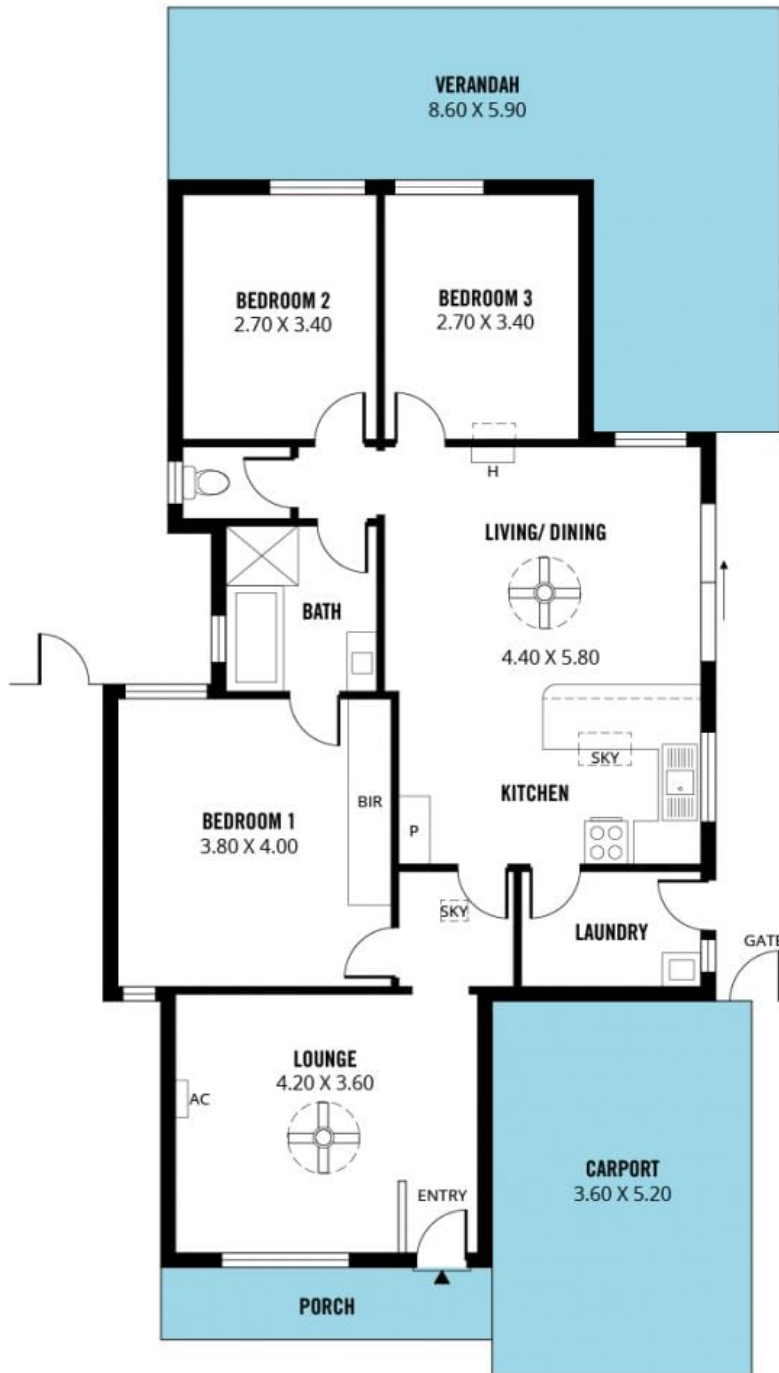 VERANDAH
8.60 X 5.90
BEDROOM 2
2.70 X 3.40
BEDROOM 3
2.70 X 3.40
H
LIVING/ DINING
4.40 X 5.80
BATH
SKY
KITCHEN
BIR
P
BEDROOM 1
3.80 X 4.00
SKY
LAUNDRY
GATE
LOUNGE
4.20 X 3.60
AC
ENTRY
CARPORT
3.60 X 5.20
PORCH